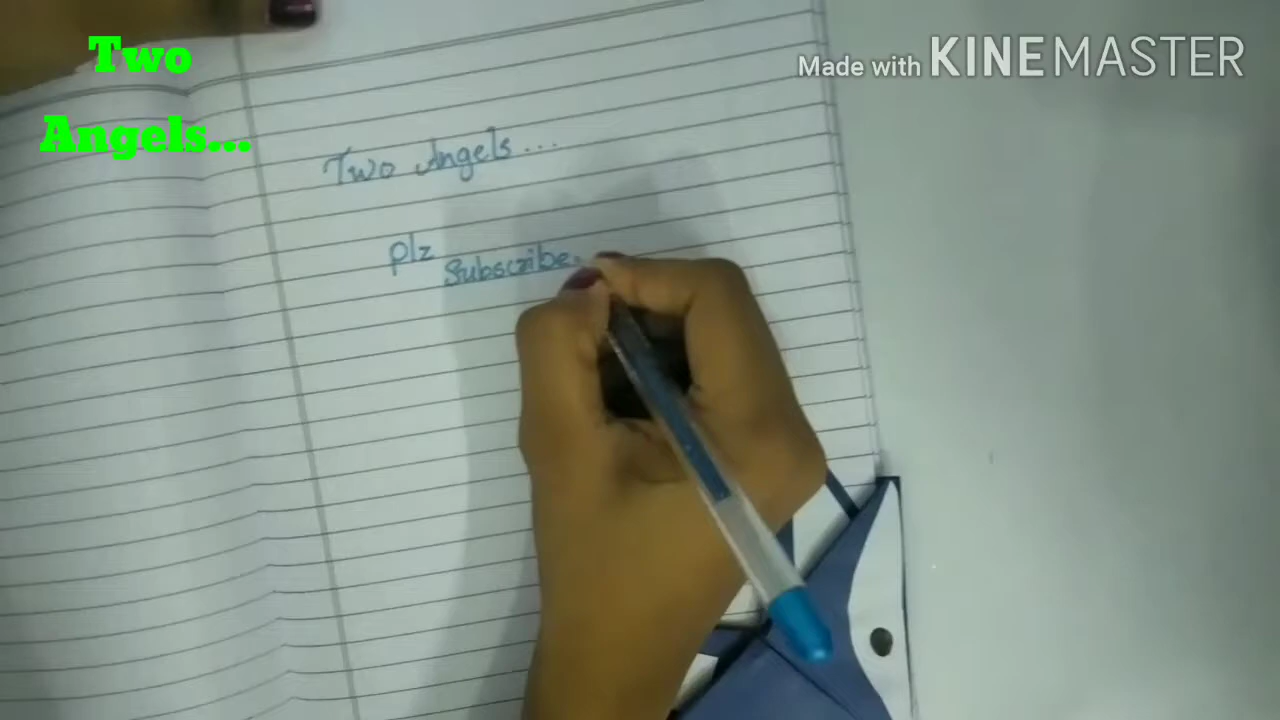 Two
Angels...
Made with KINEMASTER
Two Angels...
plz Subscribe.